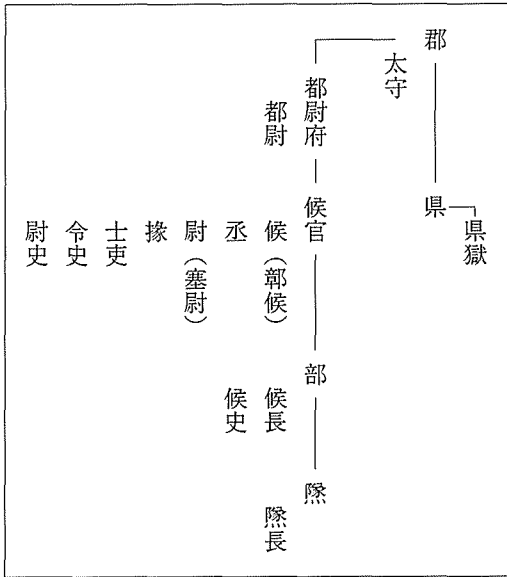 県獄
郡 県
太守
都尉府 候官 部 隧
都尉 候(鄣候) 候長 隧長
丞 候史
尉(塞尉)
掾
士吏
令史
尉史